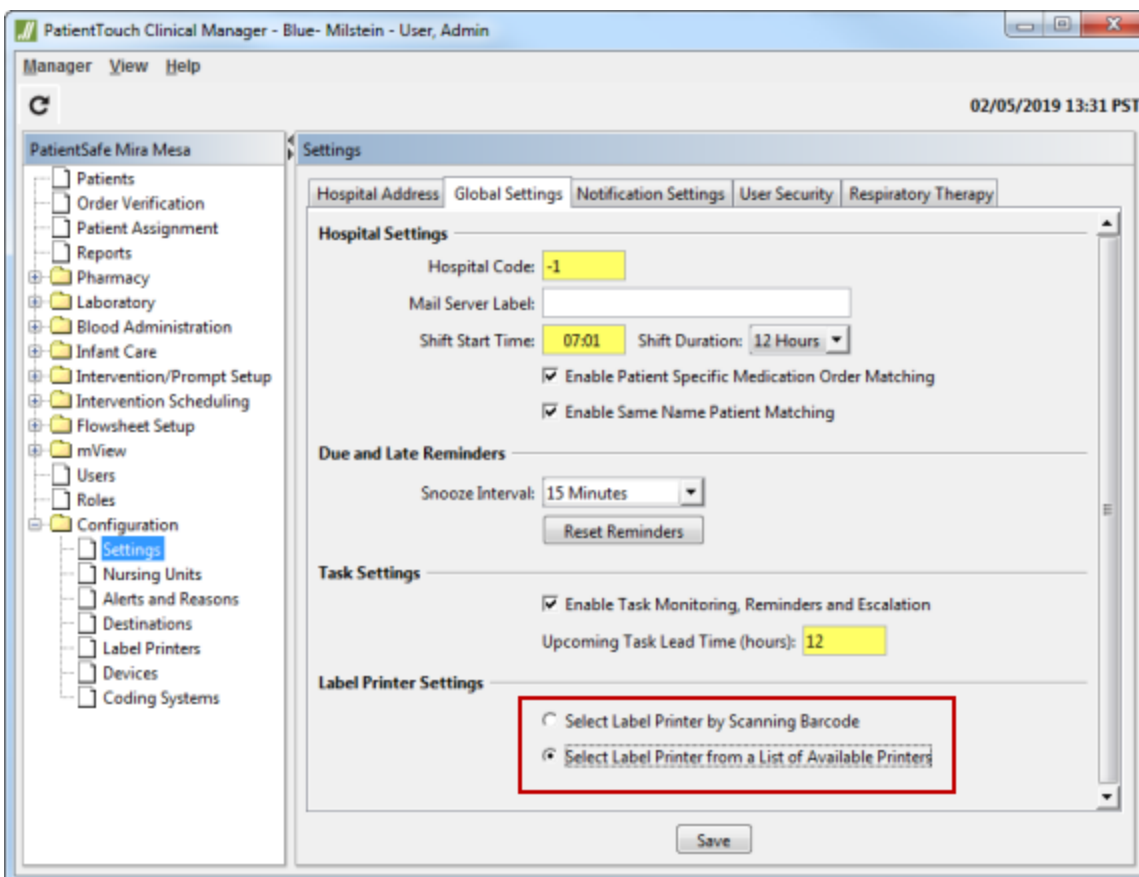 PatientTouch Clinical Manager - Blue- Milstein - User, Admin
Manager View Help
02/05/2019 13:31 PST
PatientSafe Mira Mesa
Patients
Order Verification
Patient Assignment
Reports
Pharmacy
Laboratory
Blood Administration
Infant Care
Intervention/Prompt Setup
Intervention Scheduling
Flowsheet Setup
mView
Users
Roles
Configuration
Settings
Nursing Units
Alerts and Reasons
Destinations
Label Printers
Devices
Coding Systems
Settings
Hospital Address Global Settings Notification Settings User Security Respiratory Therapy
Hospital Settings
Hospital Code: -1
Mail Server Label:
Shift Start Time: 07:01 Shift Duration: 12 Hours
Enable Patient Specific Medication Order Matching
Enable Same Name Patient Matching
Due and Late Reminders
Snooze Interval: 15 Minutes
Reset Reminders
Task Settings
Enable Task Monitoring, Reminders and Escalation
Upcoming Task Lead Time (hours): 12
Label Printer Settings
Select Label Printer by Scanning Barcode
Select Label Printer from a List of Available Printers
Save